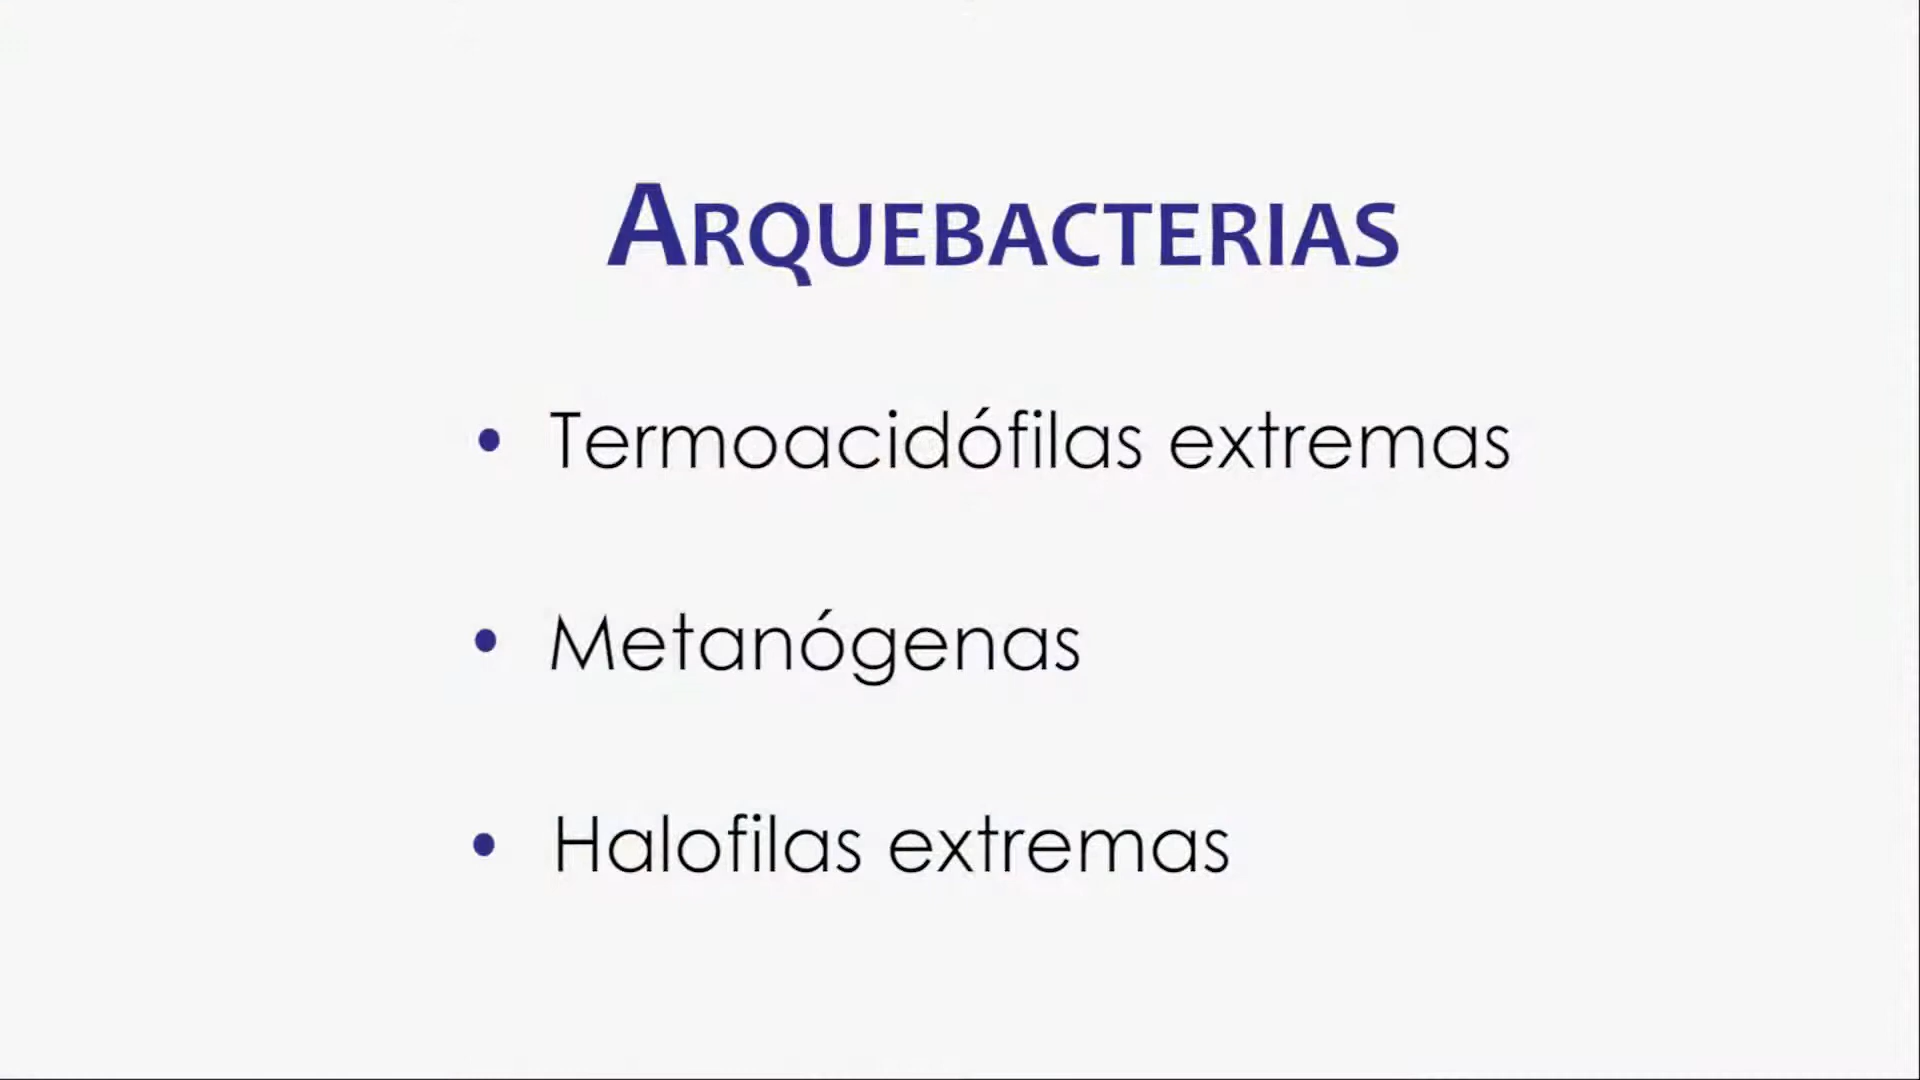 ARQUEBACTERIAS
• Termoacidófilas extremas
• Metanógenas
• Halofilas extremas